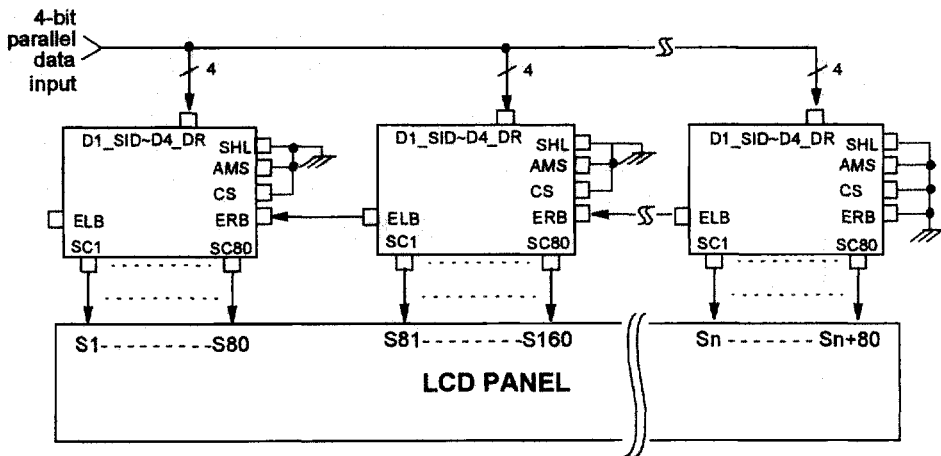 4-bit
parallel
data
input
4
4
4
D1_SID~D4_DR
SHL
AMS
CS
ERB
ELB
SC1
SC80
D1_SID~D4_DR
SHL
AMS
CS
ERB
ELB
SC1
SC80
D1_SID~D4_DR
SHL
AMS
CS
ERB
ELB
SC1
SC80
S1 S80
S81 S160
Sn Sn+80
LCD PANEL